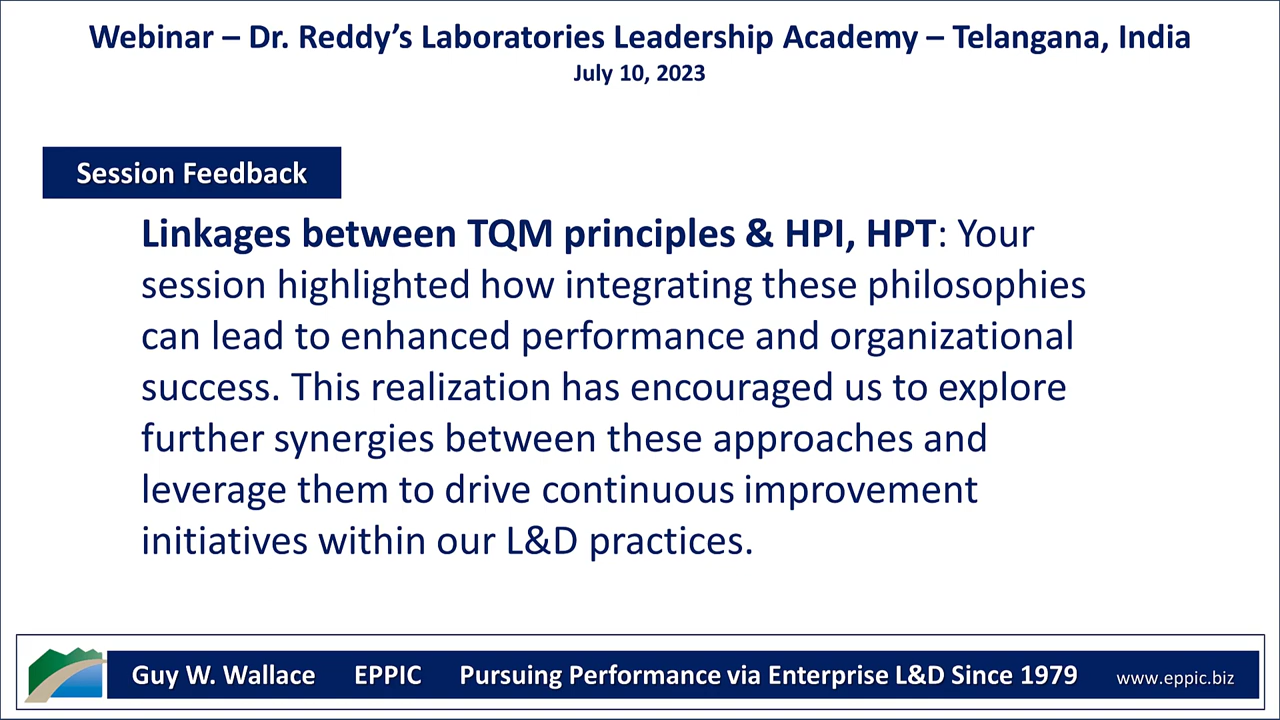 Webinar – Dr. Reddy’s Laboratories Leadership Academy – Telangana, India
July 10, 2023
Session Feedback
Linkages between TQM principles & HPI, HPT: Your
session highlighted how integrating these philosophies
can lead to enhanced performance and organizational
success. This realization has encouraged us to explore
further synergies between these approaches and
leverage them to drive continuous improvement
initiatives within our L&D practices.
Guy W. Wallace EPPIC Pursuing Performance via Enterprise L&D Since 1979 www.eppic.biz